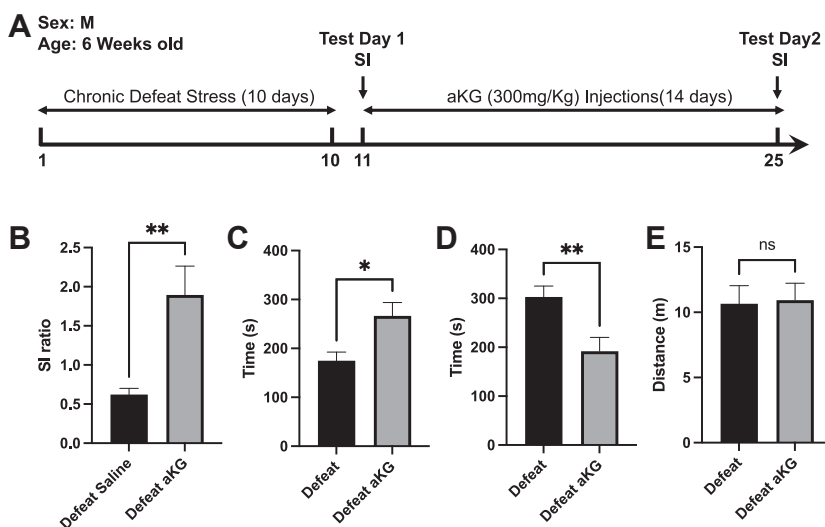 A
Sex: M
Age: 6 Weeks old
Test Day 1
SI
Test Day2
SI
Chronic Defeat Stress (10 days)
aKG (300mg/Kg) Injections(14 days)
1
10
11
25
B
SI ratio
2.5
2.0
1.5
1.0
0.5
0.0
**
Defeat Saline
Defeat aKG
C
Time (s)
400
300
200
100
0
*
Defeat
Defeat aKG
D
Time (s)
400
300
200
100
0
**
Defeat
Defeat aKG
E
Distance (m)
15
10
5
0
ns
Defeat
Defeat aKG